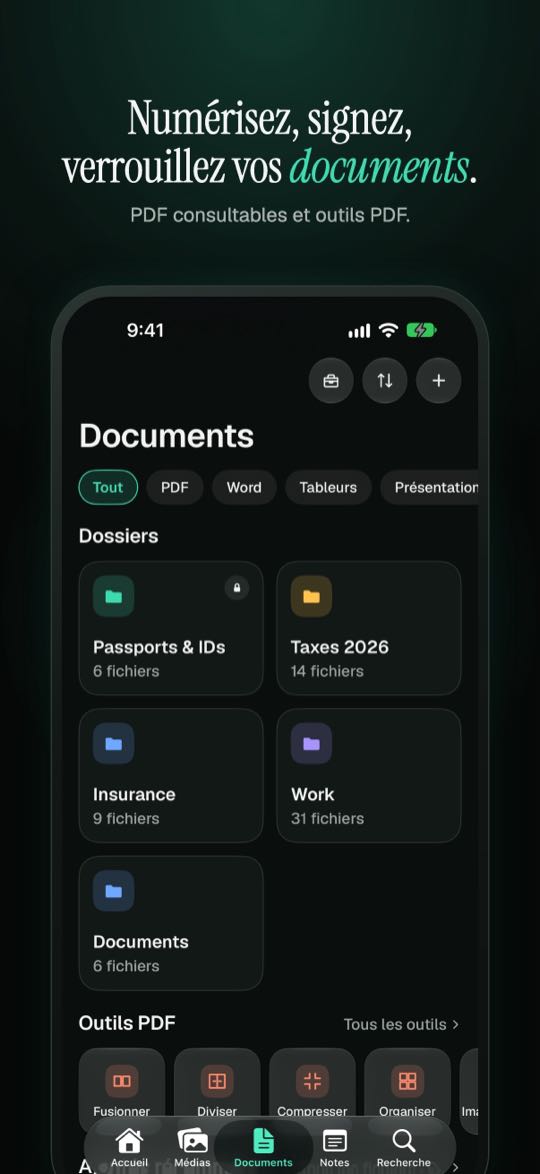 Numérisez, signez,
verrouillez vos documents.
PDF consultables et outils PDF.
9:41
Documents
Tout PDF Word Tableurs Présentation
Dossiers
Passports & IDs Taxes 2026
6 fichiers 14 fichiers
Insurance Work
9 fichiers 31 fichiers
Documents
6 fichiers
Outils PDF Tous les outils >
Fusionner Diviser Compresser Organiser Ima
Accueil Médias Documents Notes Recherche